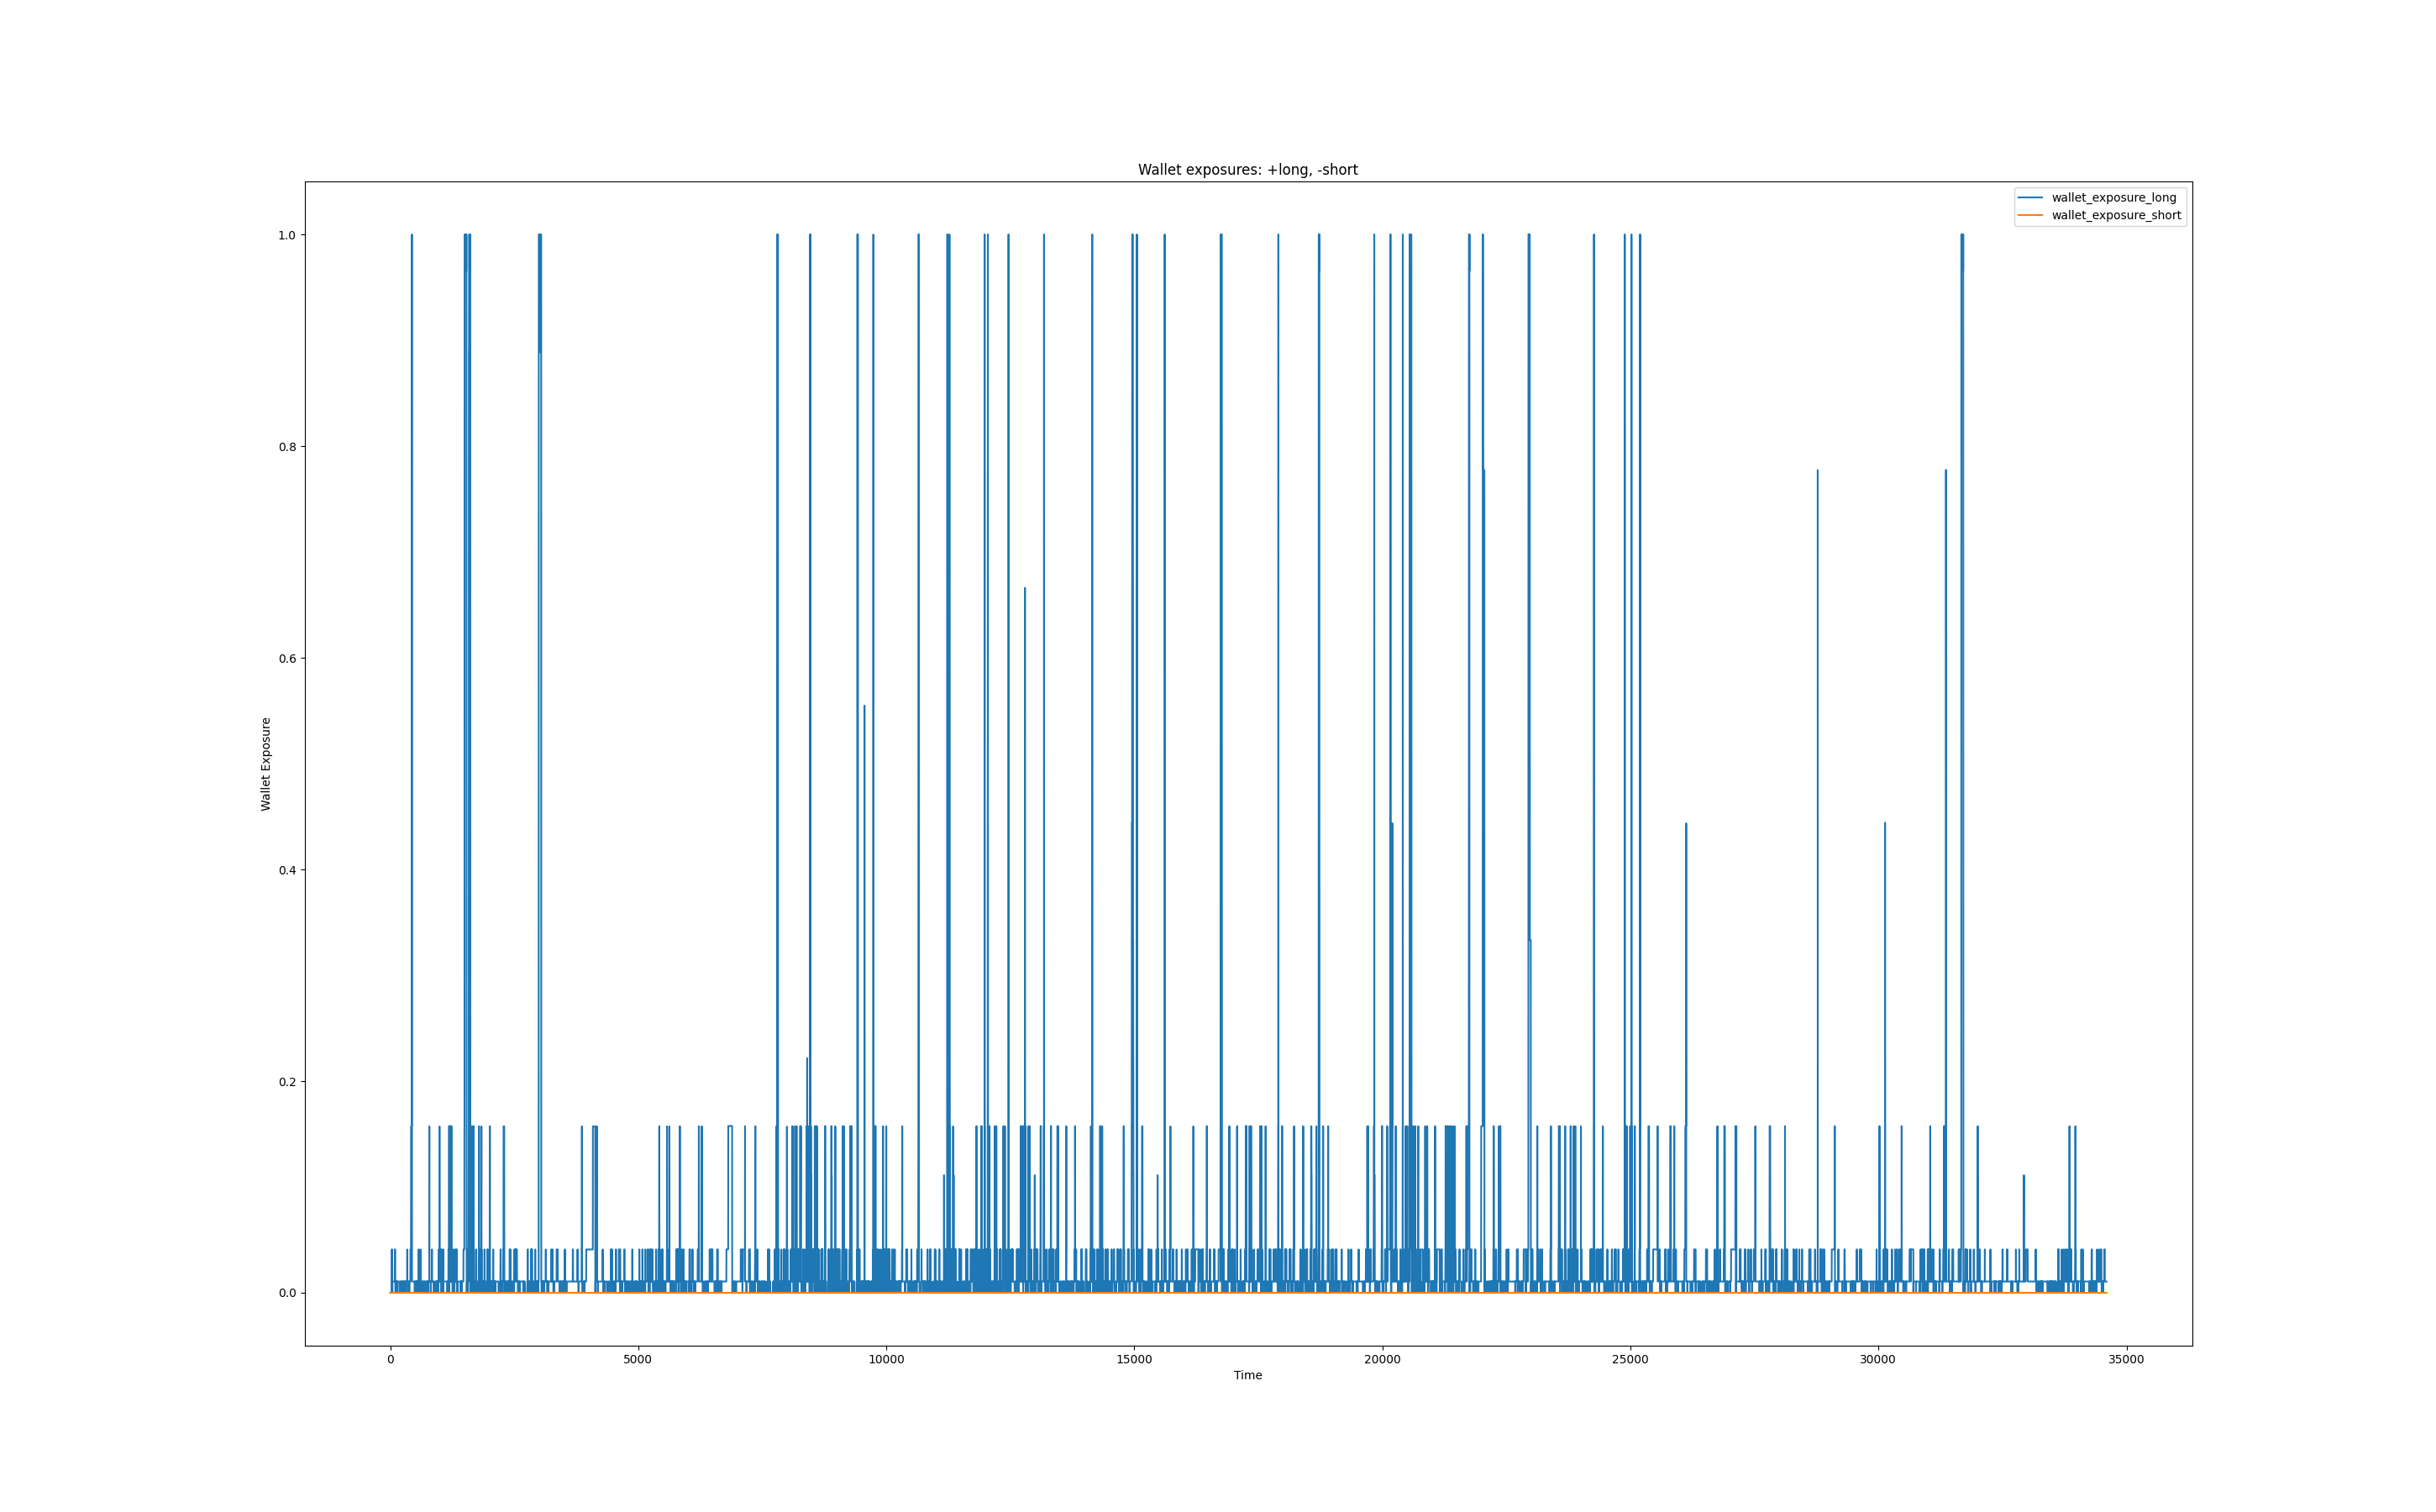 Wallet exposures: +long, -short
wallet_exposure_long
wallet_exposure_short
1.0
0.8
0.6
0.4
0.2
0.0
Wallet Exposure
0 5000 10000 15000 20000 25000 30000 35000
Time